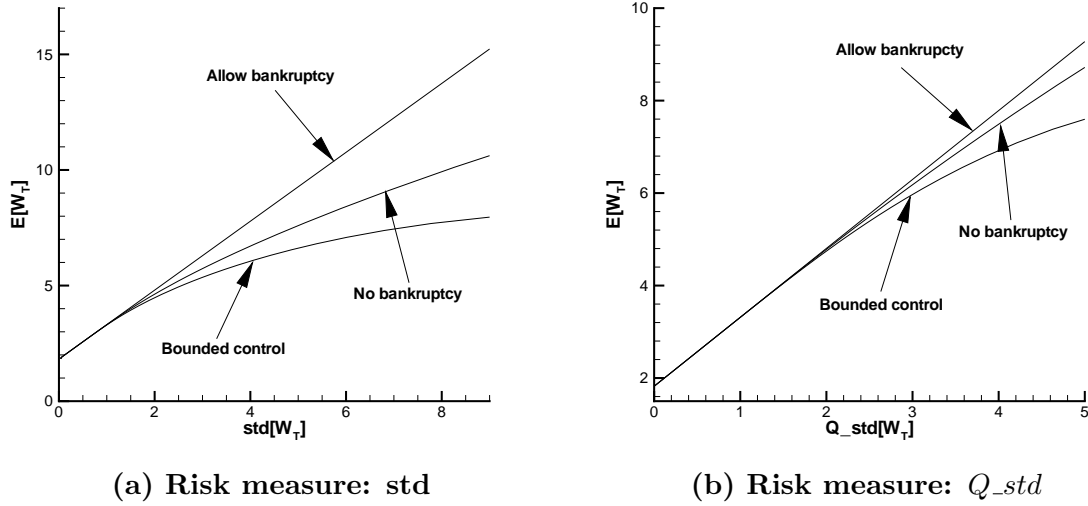 15
10
5
0
E[W_T]
Allow bankruptcy
No bankruptcy
Bounded control
0 2 4 6 8
std[W_T]
(a) Risk measure: std
10
8
6
4
2
E[W_T]
Allow bankrupcty
No bankruptcy
Bounded control
0 1 2 3 4 5
Q_std[W_T]
(b) Risk measure: Q_std